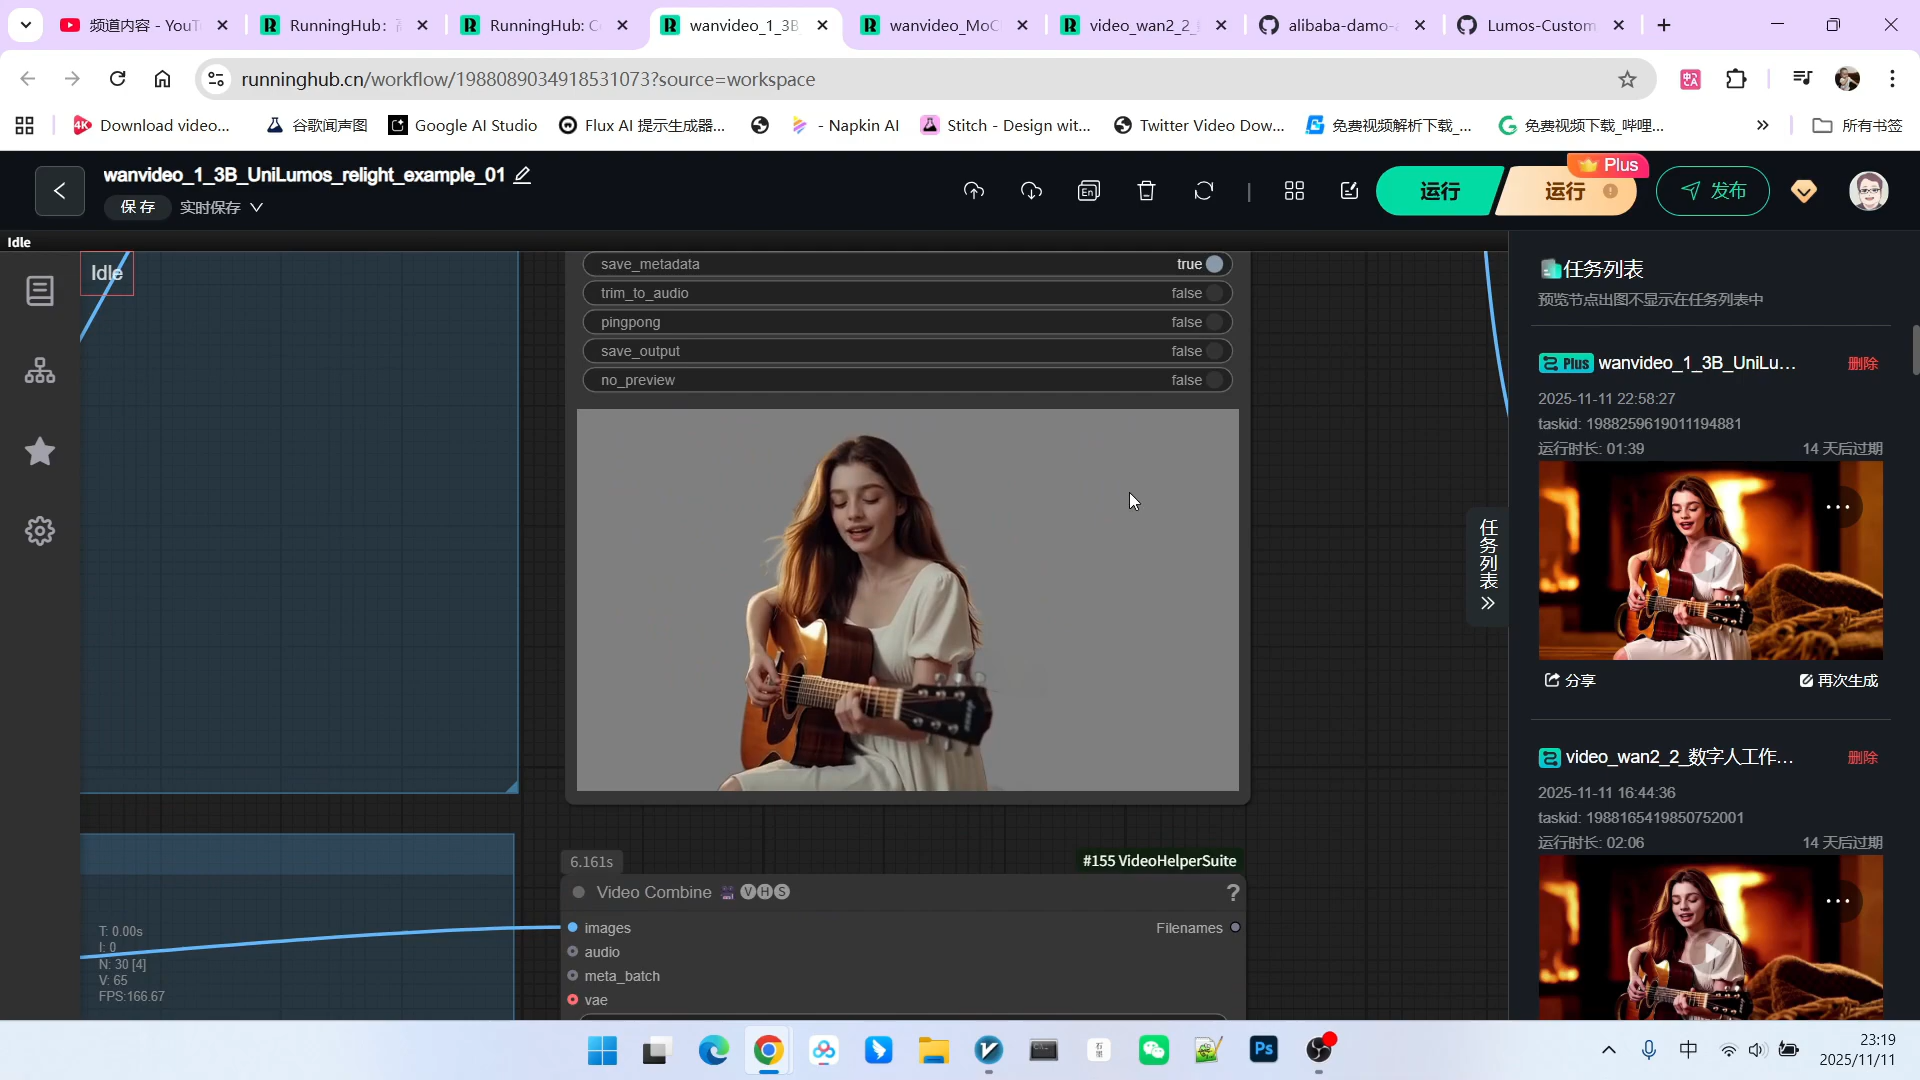 频道内容 - YouT
RunningHub:
RunningHub: C
wanvideo_1_3B
wanvideo_MoC
video_wan2_2_
alibaba-damo-a
Lumos-Custom
runninghub.cn/workflow/1988089034918531073?source=workspace
4K Download video...
谷歌闻声图
Google AI Studio
Flux AI 提示生成器...
- Napkin AI
Stitch - Design wit...
Twitter Video Dow...
免费视频解析下载_...
免费视频下载_哔哩...
所有书签
wanvideo_1_3B_UniLumos_relight_example_01
保存
实时保存
En
运行
运行
Plus
发布
Idle
Idle
save_metadata true
trim_to_audio false
pingpong false
save_output false
no_preview false
6.161s
#155 VideoHelperSuite
Video Combine VHS ?
images Filenames
audio
meta_batch
vae
T: 0.00s
I: 0
N: 30 [4]
V: 65
FPS:166.67
任务列表
任务列表
预览节点出图不显示在任务列表中
Plus wanvideo_1_3B_UniLu... 删除
2025-11-11 22:58:27
taskid: 1988259619011194881
运行时长: 01:39 14 天后过期
分享 再次生成
video_wan2_2_数字人工作... 删除
2025-11-11 16:44:36
taskid: 1988165419850752001
运行时长: 02:06 14 天后过期
Ps
中
23:19
2025/11/11